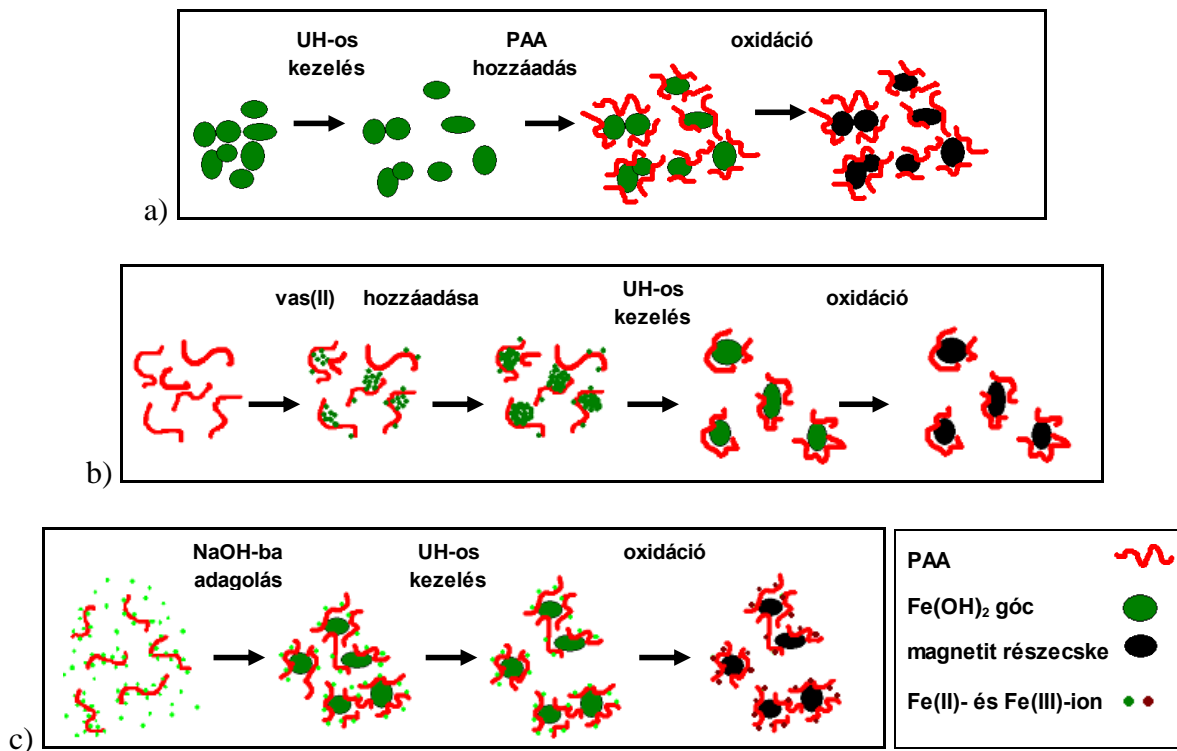 UH-os
kezelés
PAA
hozzáadás
oxidáció
a)
vas(II) hozzáadása
UH-os
kezelés
oxidáció
b)
NaOH-ba
adagolás
UH-os
kezelés
oxidáció
c)
PAA
Fe(OH)₂ góc
magnetit részecske
Fe(II)- és Fe(III)-ion